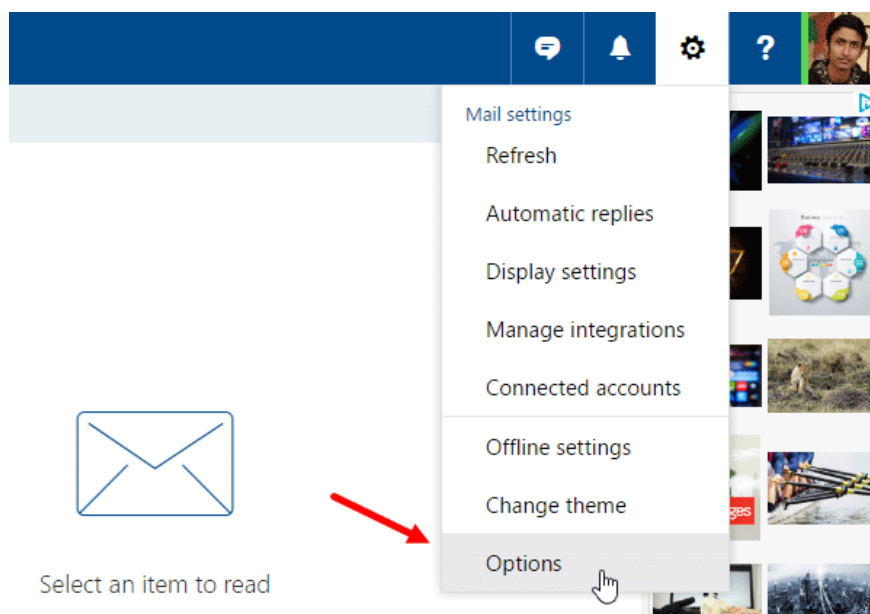 ?
Mail settings
Refresh
Automatic replies
Display settings
Manage integrations
Connected accounts
Offline settings
Change theme
Options
Select an item to read
ges